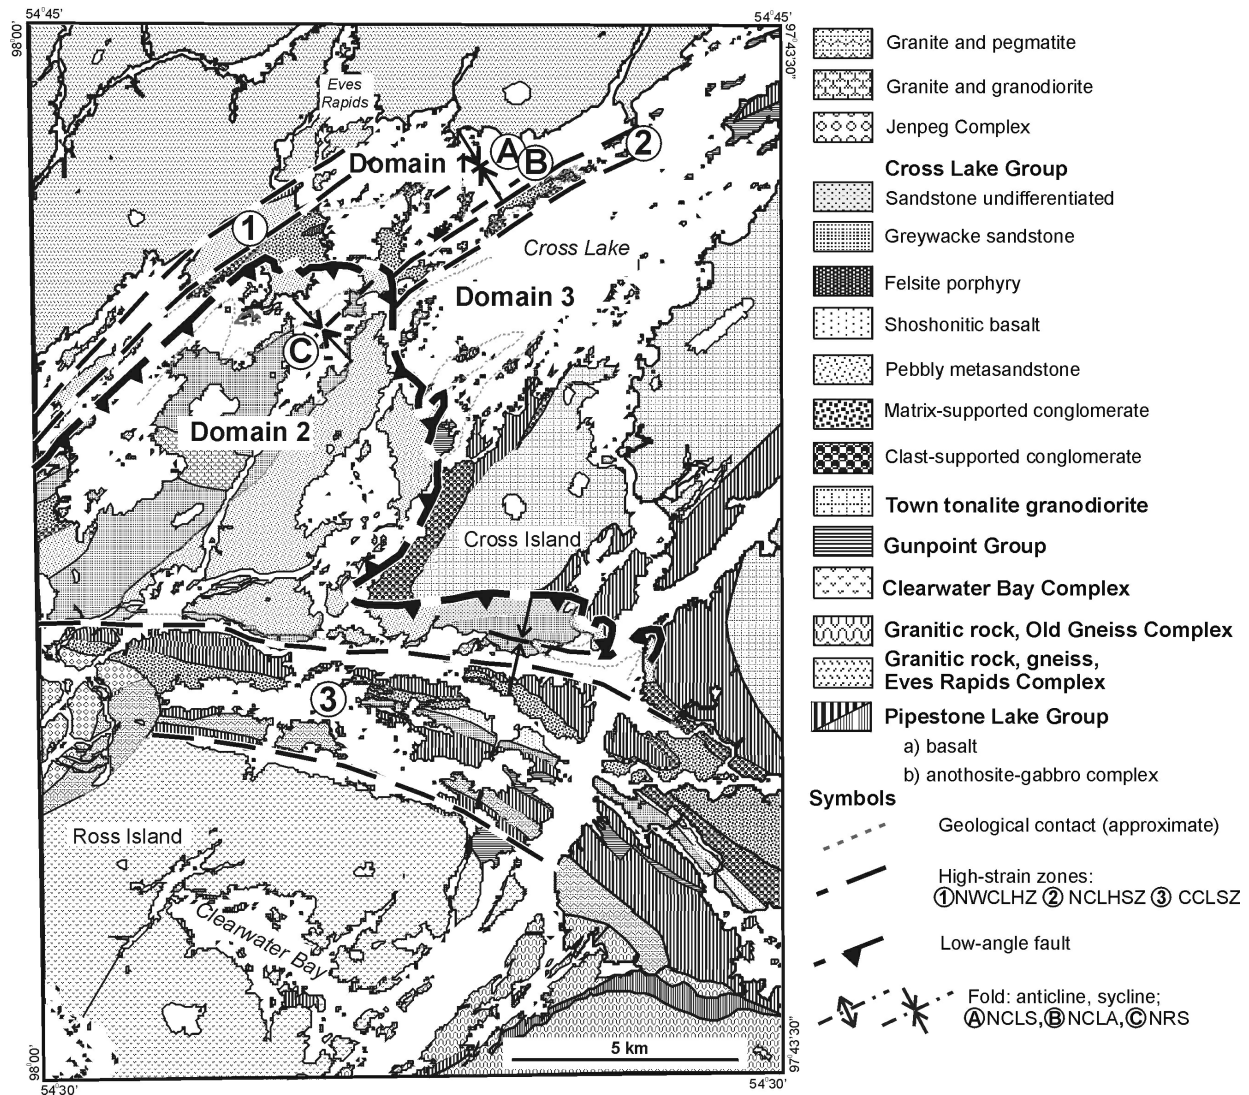 54°45'
54°45'
98°00'
97°43'30"
Eves
Rapids
Domain 1
A
B
2
1
Cross Lake
Domain 3
C
Domain 2
Cross Island
3
Ross Island
Clearwater Bay
5 km
98°00'
97°43'30"
54°30'
54°30'
Granite and pegmatite
Granite and granodiorite
Jenpeg Complex
Cross Lake Group
Sandstone undifferentiated
Greywacke sandstone
Felsite porphyry
Shoshonitic basalt
Pebbly metasandstone
Matrix-supported conglomerate
Clast-supported conglomerate
Town tonalite granodiorite
Gunpoint Group
Clearwater Bay Complex
Granitic rock, Old Gneiss Complex
Granitic rock, gneiss,
Eves Rapids Complex
Pipestone Lake Group
a) basalt
b) anothosite-gabbro complex
Symbols
Geological contact (approximate)
High-strain zones:
①NWCLHZ ② NCLHSZ ③ CCLSZ
Low-angle fault
Fold: anticline, sycline;
ⒶNCLS,ⒷNCLA,ⒸNRS